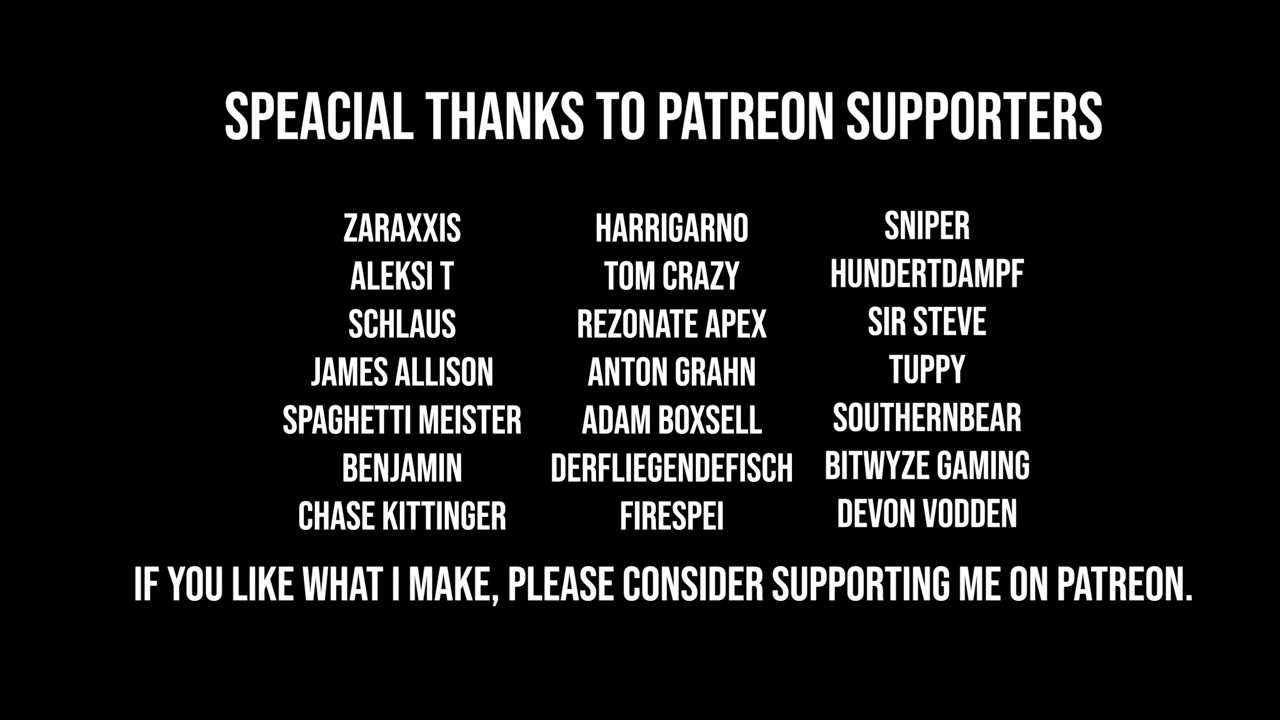 SPEACIAL THANKS TO PATREON SUPPORTERS
ZARAXXIS
ALEKSI T
SCHLAUS
JAMES ALLISON
SPAGHETTI MEISTER
BENJAMIN
CHASE KITTINGER
HARRIGARNO
TOM CRAZY
REZONATE APEX
ANTON GRAHN
ADAM BOXSELL
DERFLIEGENDEFISCH
FIRESPEI
SNIPER
HUNDERTDAMPF
SIR STEVE
TUPPY
SOUTHERNBEAR
BITWYZE GAMING
DEVON VODDEN
IF YOU LIKE WHAT I MAKE, PLEASE CONSIDER SUPPORTING ME ON PATREON.